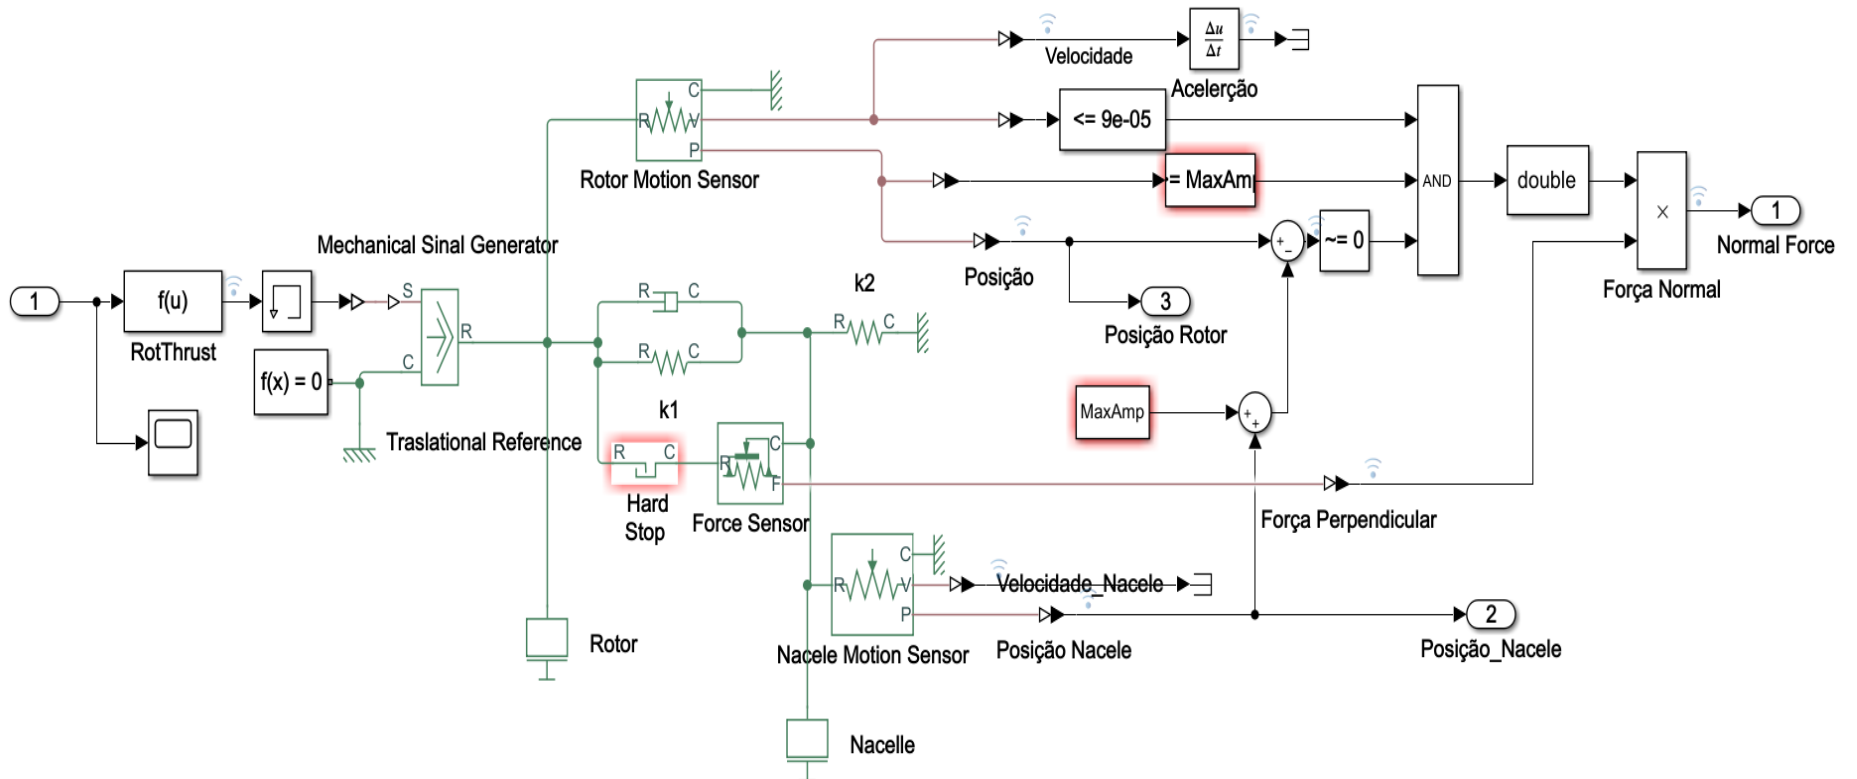 Velocidade
Δu
Δt
Acelerção
C
R
V
P
Rotor Motion Sensor
<= 9e-05
= MaxAm
AND
double
×
1
Normal Force
Força Normal
Posição
+
−
~= 0
3
Posição Rotor
Mechanical Sinal Generator
1
f(u)
RotThrust
S
R
C
f(x) = 0
Traslational Reference
R
C
R
C
k1
k2
R
C
MaxAmp
+
+
R
C
Hard
Stop
R
C
F
Force Sensor
Força Perpendicular
R
C
V
P
Velocidade_Nacele
Nacele Motion Sensor
Posição Nacele
2
Posição_Nacele
Rotor
Nacelle